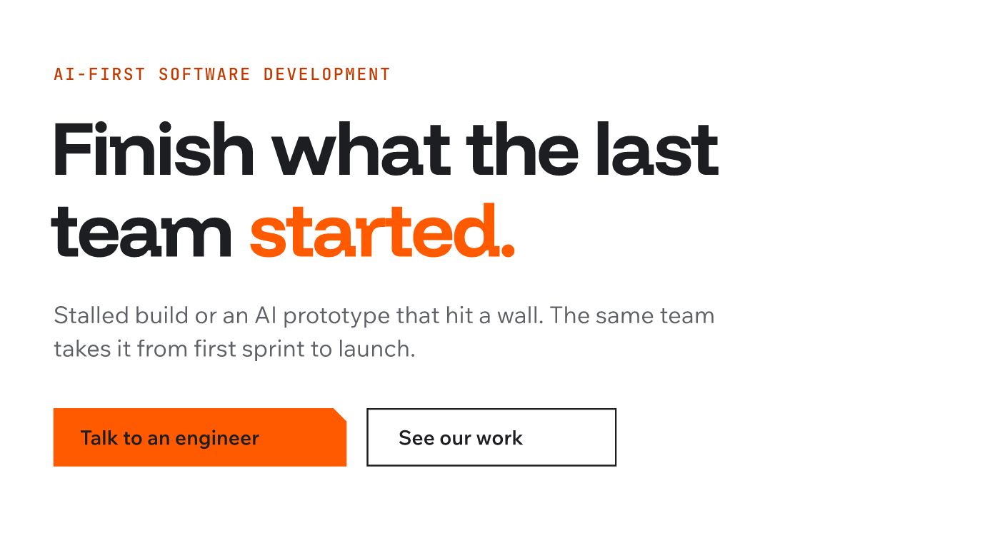 AI-FIRST SOFTWARE DEVELOPMENT
Finish what the last
team started.
Stalled build or an AI prototype that hit a wall. The same team
takes it from first sprint to launch.
Talk to an engineer
See our work